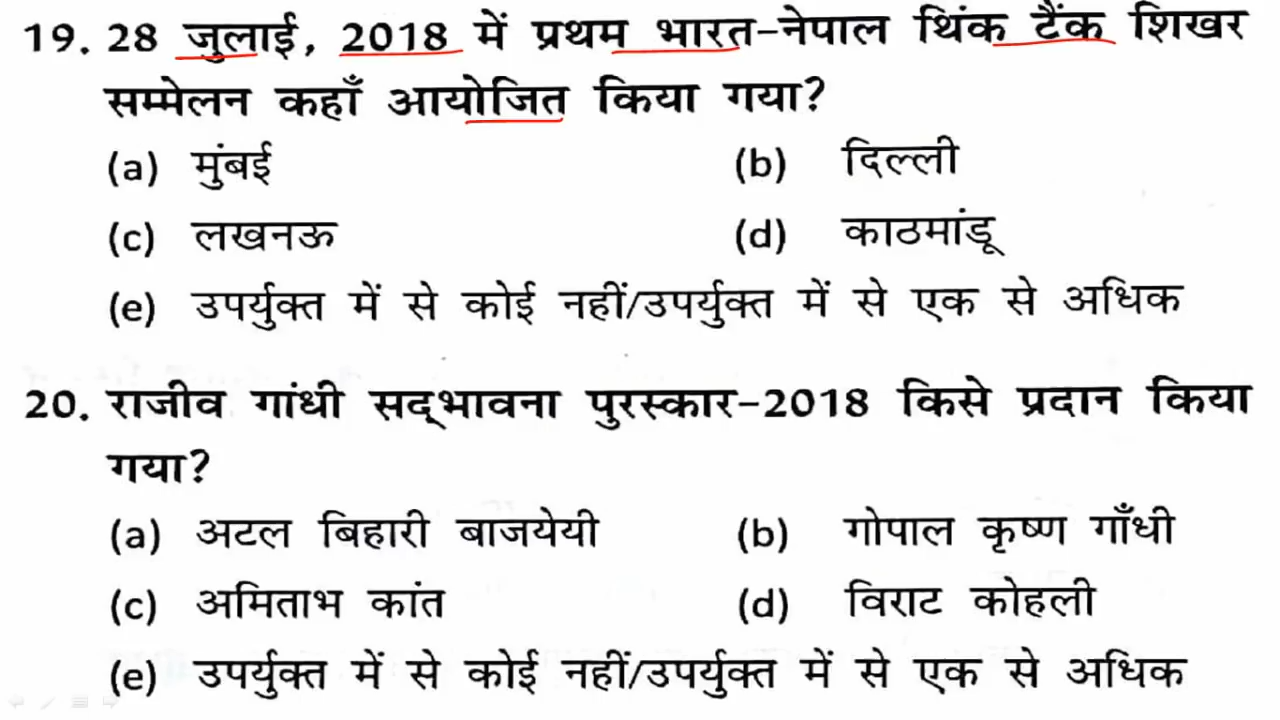 19. 28 जुलाई, 2018 में प्रथम भारत-नेपाल थिंक टैंक शिखर
सम्मेलन कहाँ आयोजित किया गया?
(a) मुंबई (b) दिल्ली
(c) लखनऊ (d) काठमांडू
(e) उपर्युक्त में से कोई नहीं/उपर्युक्त में से एक से अधिक
20. राजीव गांधी सद्‌भावना पुरस्कार-2018 किसे प्रदान किया
गया?
(a) अटल बिहारी बाजयेयी (b) गोपाल कृष्ण गाँधी
(c) अमिताभ कांत (d) विराट कोहली
(e) उपर्युक्त में से कोई नहीं/उपर्युक्त में से एक से अधिक